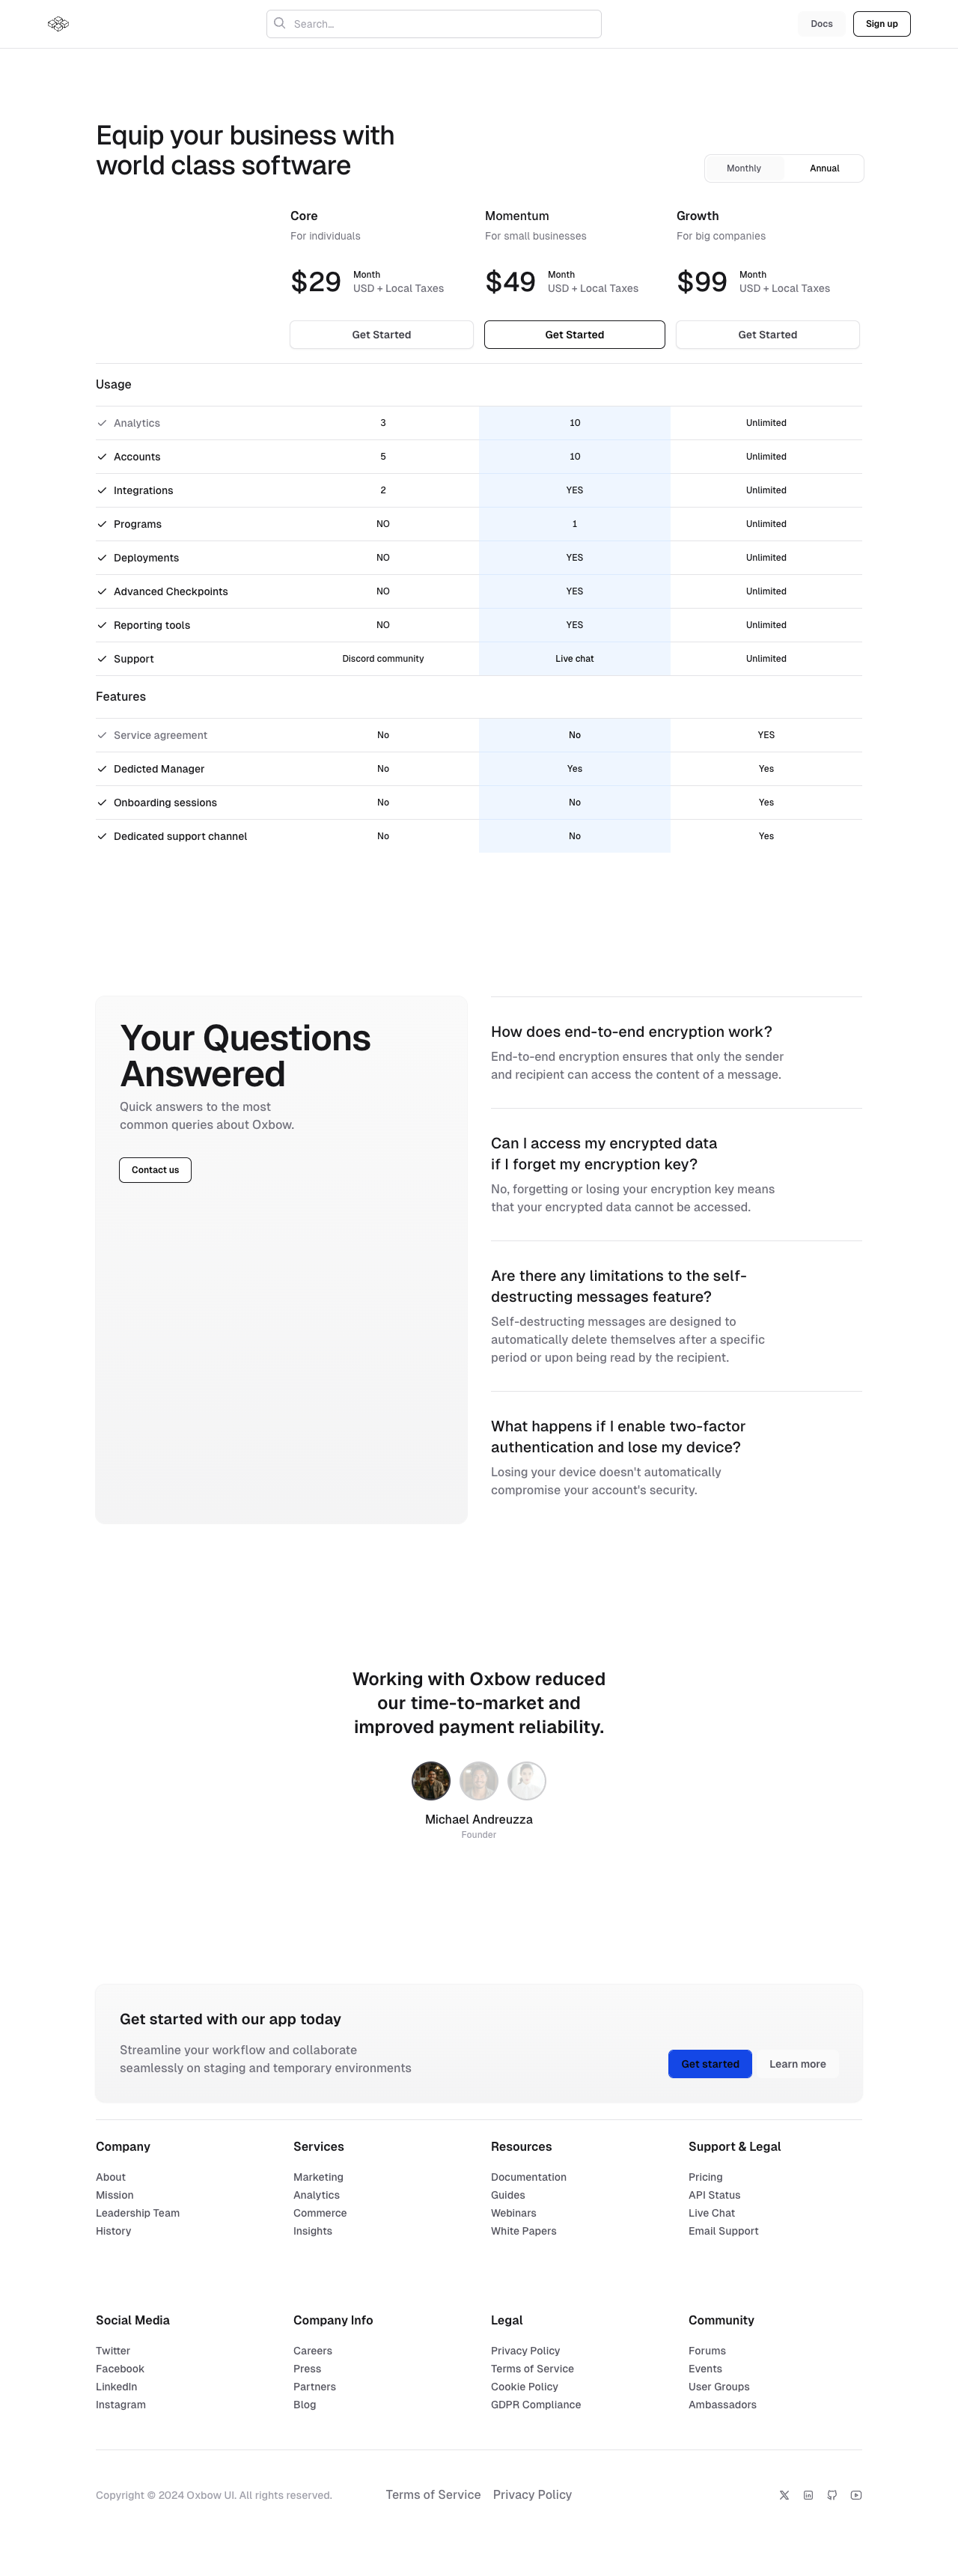 Search...
Docs
Sign up
Equip your business with
world class software
Monthly
Annual
Core
For individuals
$29
Month
USD + Local Taxes
Get Started
Momentum
For small businesses
$49
Month
USD + Local Taxes
Get Started
Growth
For big companies
$99
Month
USD + Local Taxes
Get Started
Usage
Analytics 3 10 Unlimited
Accounts 5 10 Unlimited
Integrations 2 YES Unlimited
Programs NO 1 Unlimited
Deployments NO YES Unlimited
Advanced Checkpoints NO YES Unlimited
Reporting tools NO YES Unlimited
Support Discord community Live chat Unlimited
Features
Service agreement No No YES
Dedicted Manager No Yes Yes
Onboarding sessions No No Yes
Dedicated support channel No No Yes
Your Questions
Answered
Quick answers to the most
common queries about Oxbow.
Contact us
How does end-to-end encryption work?
End-to-end encryption ensures that only the sender
and recipient can access the content of a message.
Can I access my encrypted data
if I forget my encryption key?
No, forgetting or losing your encryption key means
that your encrypted data cannot be accessed.
Are there any limitations to the self-
destructing messages feature?
Self-destructing messages are designed to
automatically delete themselves after a specific
period or upon being read by the recipient.
What happens if I enable two-factor
authentication and lose my device?
Losing your device doesn't automatically
compromise your account's security.
Working with Oxbow reduced
our time-to-market and
improved payment reliability.
Michael Andreuzza
Founder
Get started with our app today
Streamline your workflow and collaborate
seamlessly on staging and temporary environments
Get started
Learn more
Company
About
Mission
Leadership Team
History
Services
Marketing
Analytics
Commerce
Insights
Resources
Documentation
Guides
Webinars
White Papers
Support & Legal
Pricing
API Status
Live Chat
Email Support
Social Media
Twitter
Facebook
LinkedIn
Instagram
Company Info
Careers
Press
Partners
Blog
Legal
Privacy Policy
Terms of Service
Cookie Policy
GDPR Compliance
Community
Forums
Events
User Groups
Ambassadors
Copyright © 2024 Oxbow UI. All rights reserved.
Terms of Service
Privacy Policy